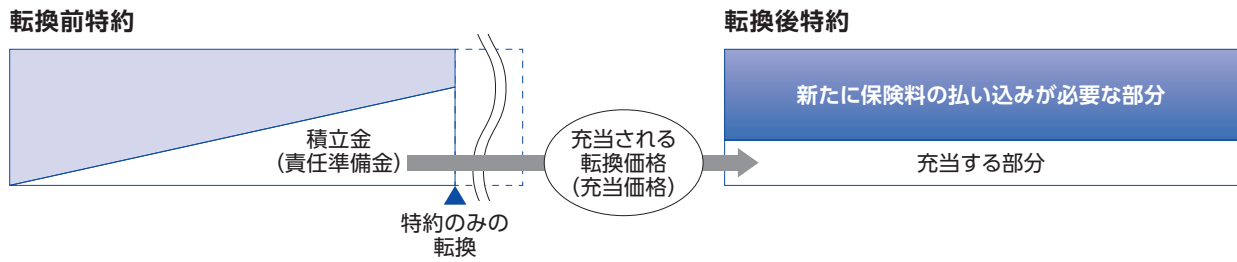 転換前特約
転換後特約
新たに保険料の払い込みが必要な部分
積立金
(責任準備金)
充当される
転換価格
(充当価格)
充当する部分
特約のみの
転換